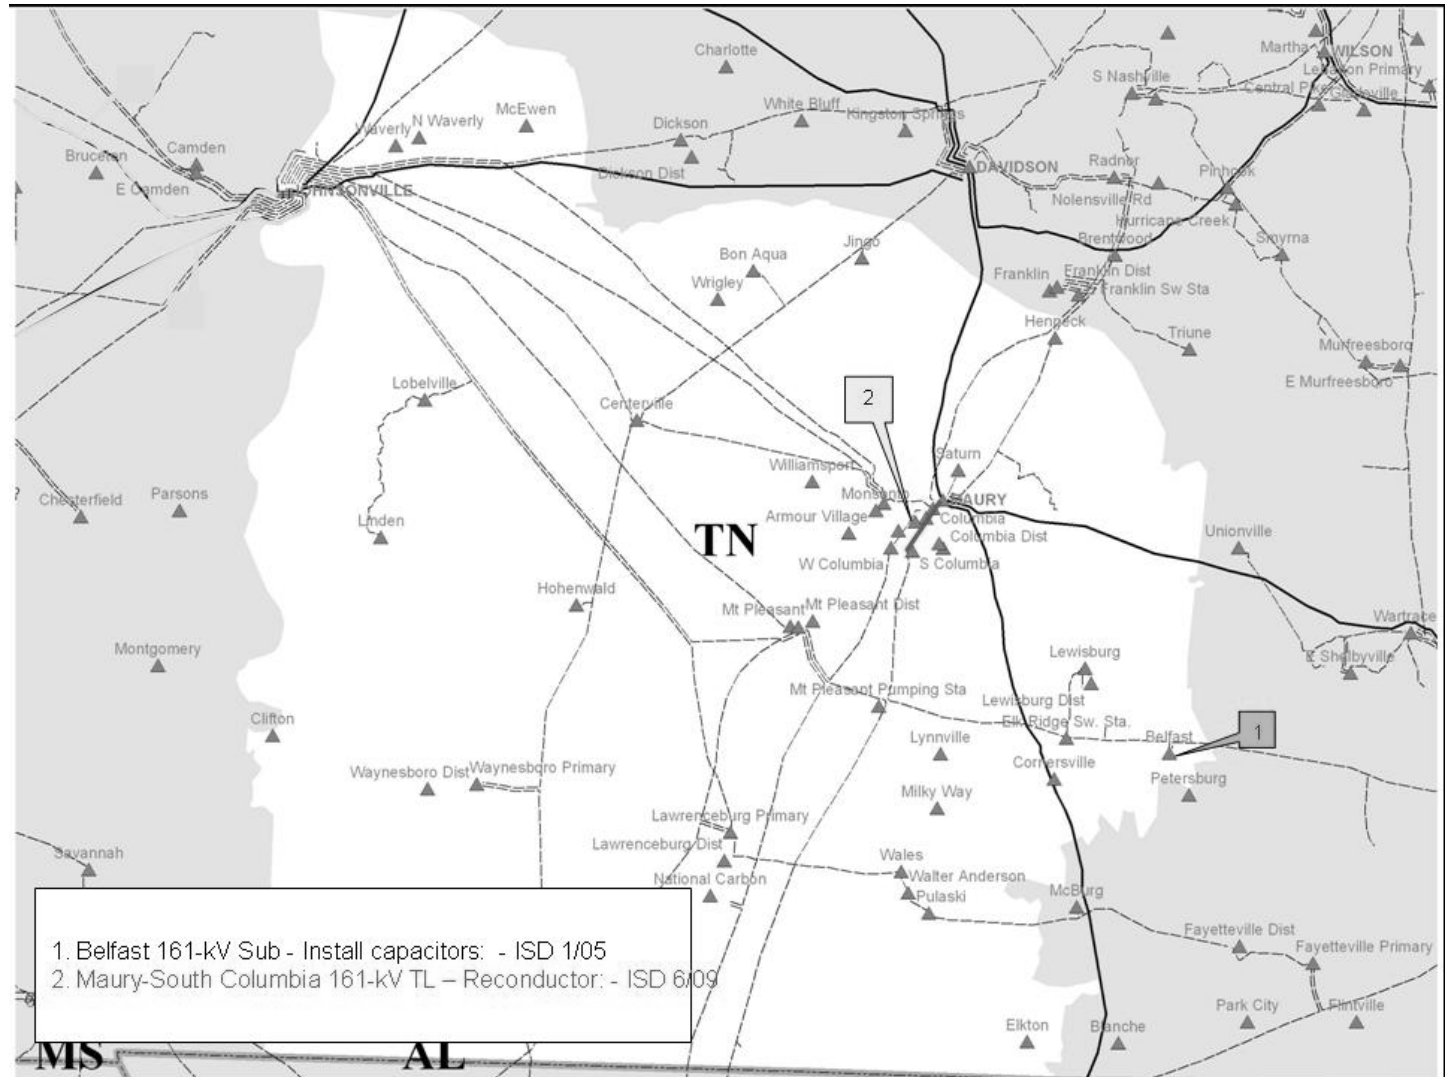 Charlotte
Martha
WILSON
Lebanon Primary
S Nashville
Central Pike
Gladeville
McEwen
White Bluff
Kingston Springs
Waverly
N Waverly
Dickson
Bruceton
Camden
E Camden
JOHNSONVILLE
Dickson Dist
DAVIDSON
Radnor
Pinhook
Nolensville Rd
Hurricane Creek
Brentwood
Smyrna
Jingo
Bon Aqua
Wrigley
Franklin
Franklin Dist
Franklin Sw Sta
Henpeck
Triune
Murfreesboro
E Murfreesboro
Lobelville
Centerville
2
Saturn
Williamsport
Monsanto
MAURY
Chesterfield
Parsons
Linden
Armour Village
Columbia
TN
Columbia Dist
Unionville
W Columbia
S Columbia
Hohenwald
Mt Pleasant
Mt Pleasant Dist
Wartrace
Montgomery
Lewisburg
E Shelbyville
Mt Pleasant Pumping Sta
Lewisburg Dist
Clifton
Elk Ridge Sw. Sta.
Lynnville
Belfast
1
Waynesboro Dist
Waynesboro Primary
Cornersville
Petersburg
Milky Way
Lawrenceburg Primary
Lawrenceburg Dist
Savannah
Wales
National Carbon
Walter Anderson
Pulaski
McBurg
Fayetteville Dist
Fayetteville Primary
1. Belfast 161-kV Sub - Install capacitors: - ISD 1/05
2. Maury-South Columbia 161-kV TL – Reconductor: - ISD 6/09
Park City
Flintville
Elkton
Blanche
MS
AL